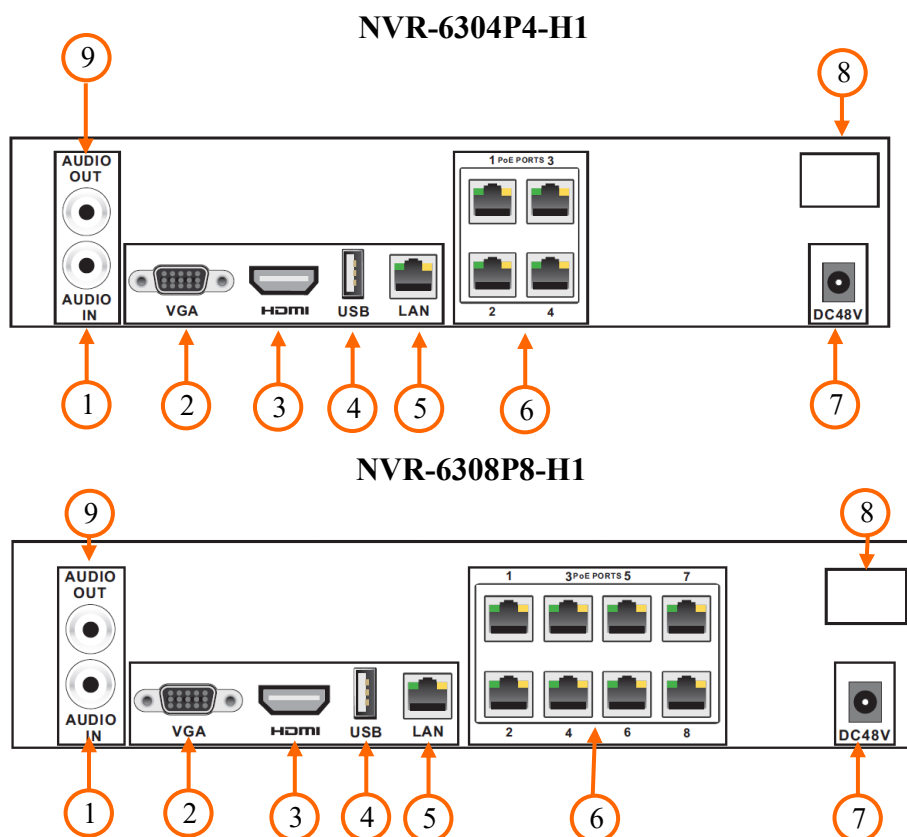 NVR-6304P4-H1
9
8
AUDIO
OUT
1 PoE PORTS 3
AUDIO
IN
VGA
HDMI
USB
LAN
2 4
DC48V
1
2
3
4
5
6
7
NVR-6308P8-H1
9
8
AUDIO
OUT
1 3 PoE PORTS 5 7
AUDIO
IN
VGA
HDMI
USB
LAN
2 4 6 8
DC48V
1
2
3
4
5
6
7